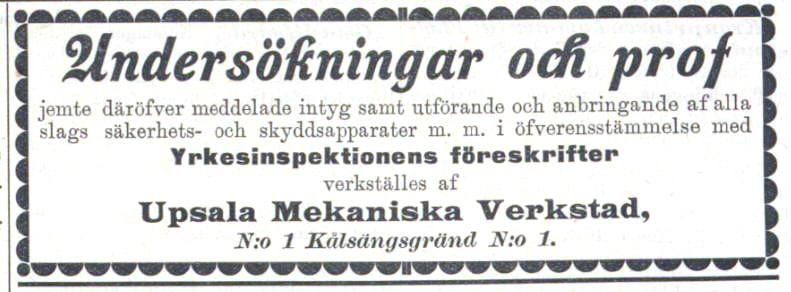 Undersökningar och prof
jemte däröfver meddelade intyg samt utförande och anbringande af alla
slags säkerhets- och skyddsapparater m. m. i öfverensstämmelse med
Yrkesinspektionens föreskrifter
verkställes af
Upsala Mekaniska Verkstad,
N:o 1 Kålsängsgränd N:o 1.